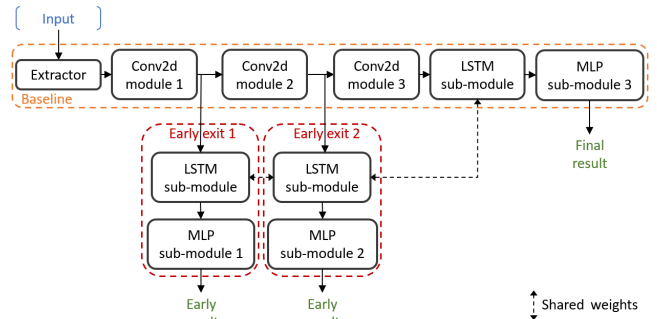 Input
Extractor
Conv2d
module 1
Conv2d
module 2
Conv2d
module 3
LSTM
sub-module
MLP
sub-module 3
Baseline
Final
result
Early exit 1
Early exit 2
LSTM
sub-module
LSTM
sub-module
MLP
sub-module 1
MLP
sub-module 2
Early
Early
Shared weights